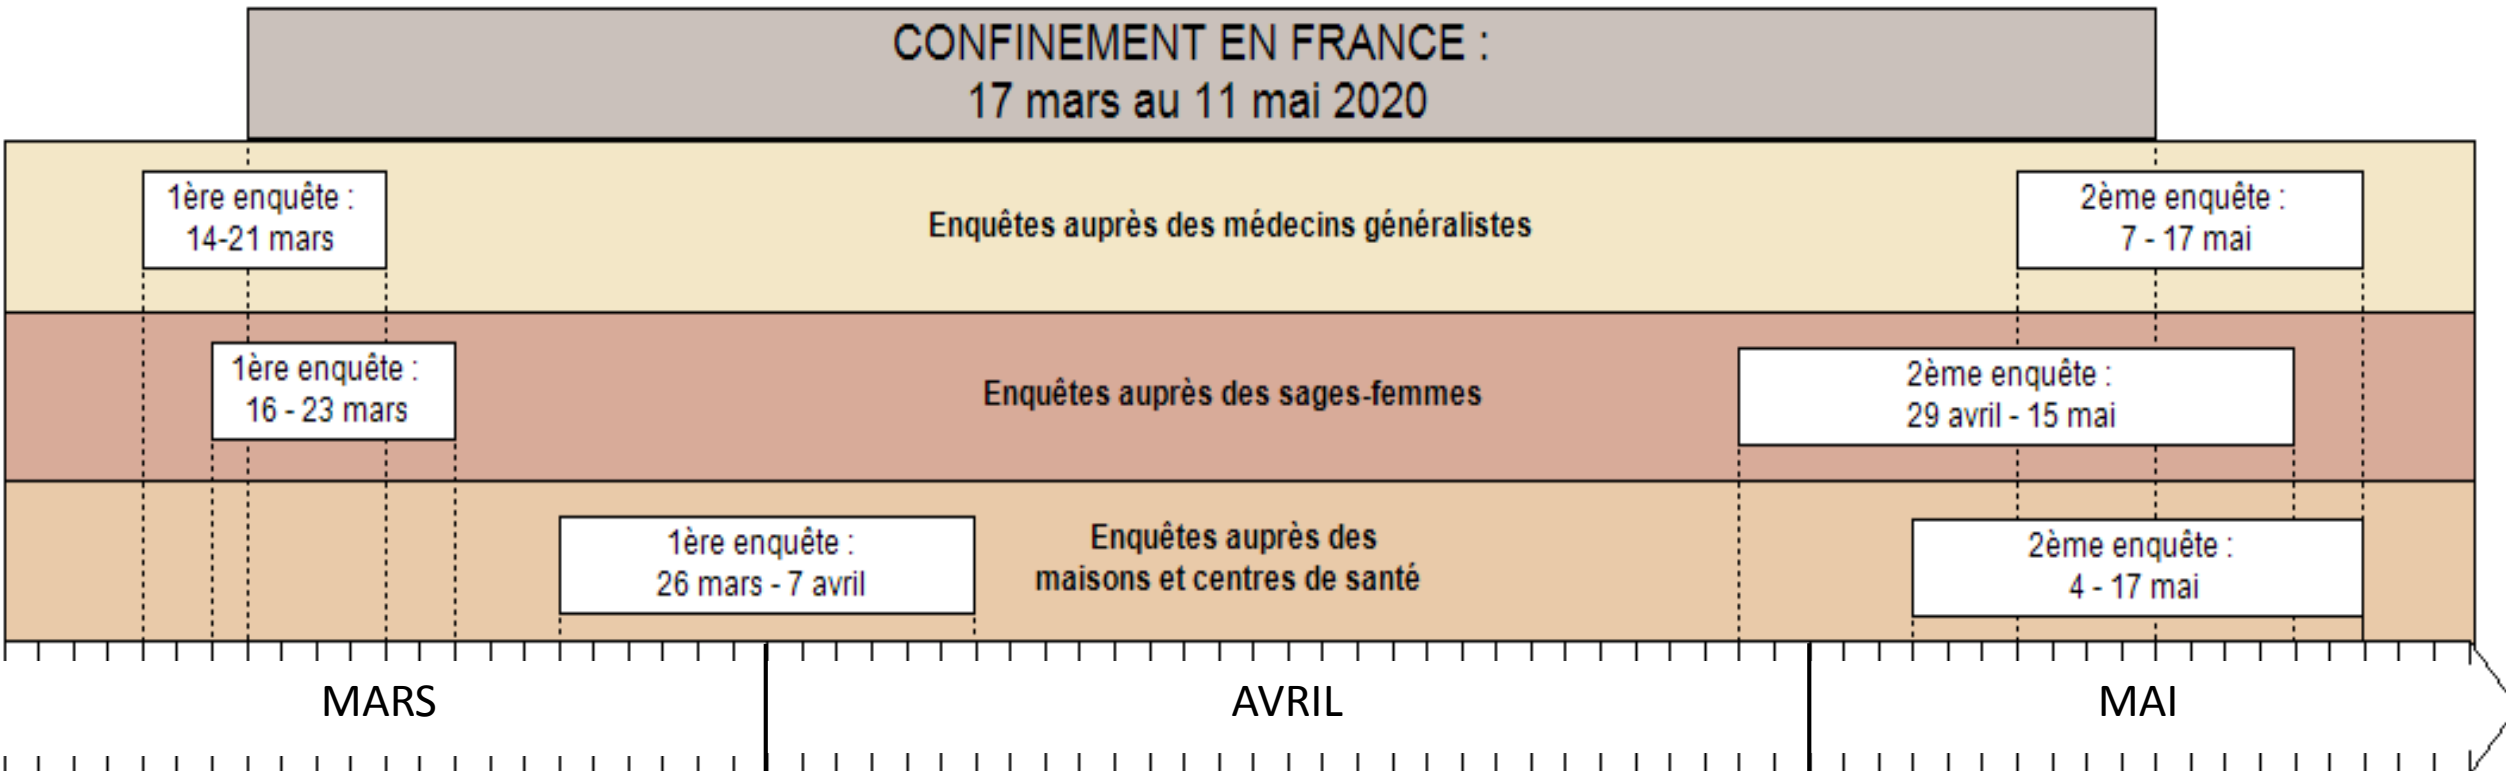 CONFINEMENT EN FRANCE :
17 mars au 11 mai 2020
1ère enquête :
14-21 mars
Enquêtes auprès des médecins généralistes
2ème enquête :
7 - 17 mai
1ère enquête :
16 - 23 mars
Enquêtes auprès des sages-femmes
2ème enquête :
29 avril - 15 mai
1ère enquête :
26 mars - 7 avril
Enquêtes auprès des
maisons et centres de santé
2ème enquête :
4 - 17 mai
MARS
AVRIL
MAI